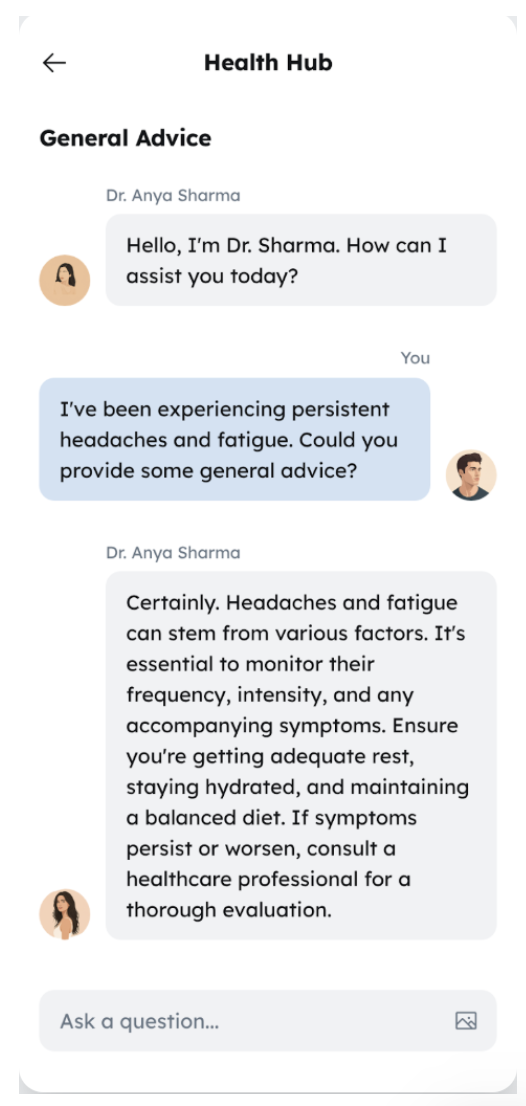 Health Hub
General Advice
Dr. Anya Sharma
Hello, I'm Dr. Sharma. How can I
assist you today?
You
I've been experiencing persistent
headaches and fatigue. Could you
provide some general advice?
Dr. Anya Sharma
Certainly. Headaches and fatigue
can stem from various factors. It's
essential to monitor their
frequency, intensity, and any
accompanying symptoms. Ensure
you're getting adequate rest,
staying hydrated, and maintaining
a balanced diet. If symptoms
persist or worsen, consult a
healthcare professional for a
thorough evaluation.
Ask a question...